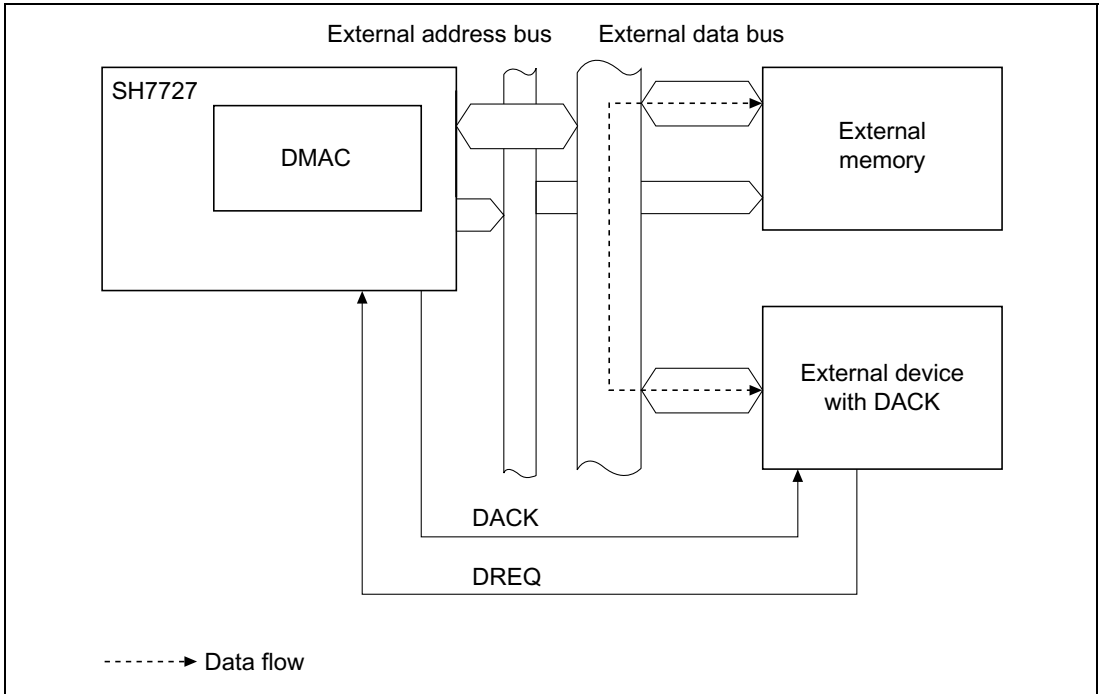 External address bus
External data bus
SH7727
DMAC
External
memory
External device
with DACK
DACK
DREQ
Data flow